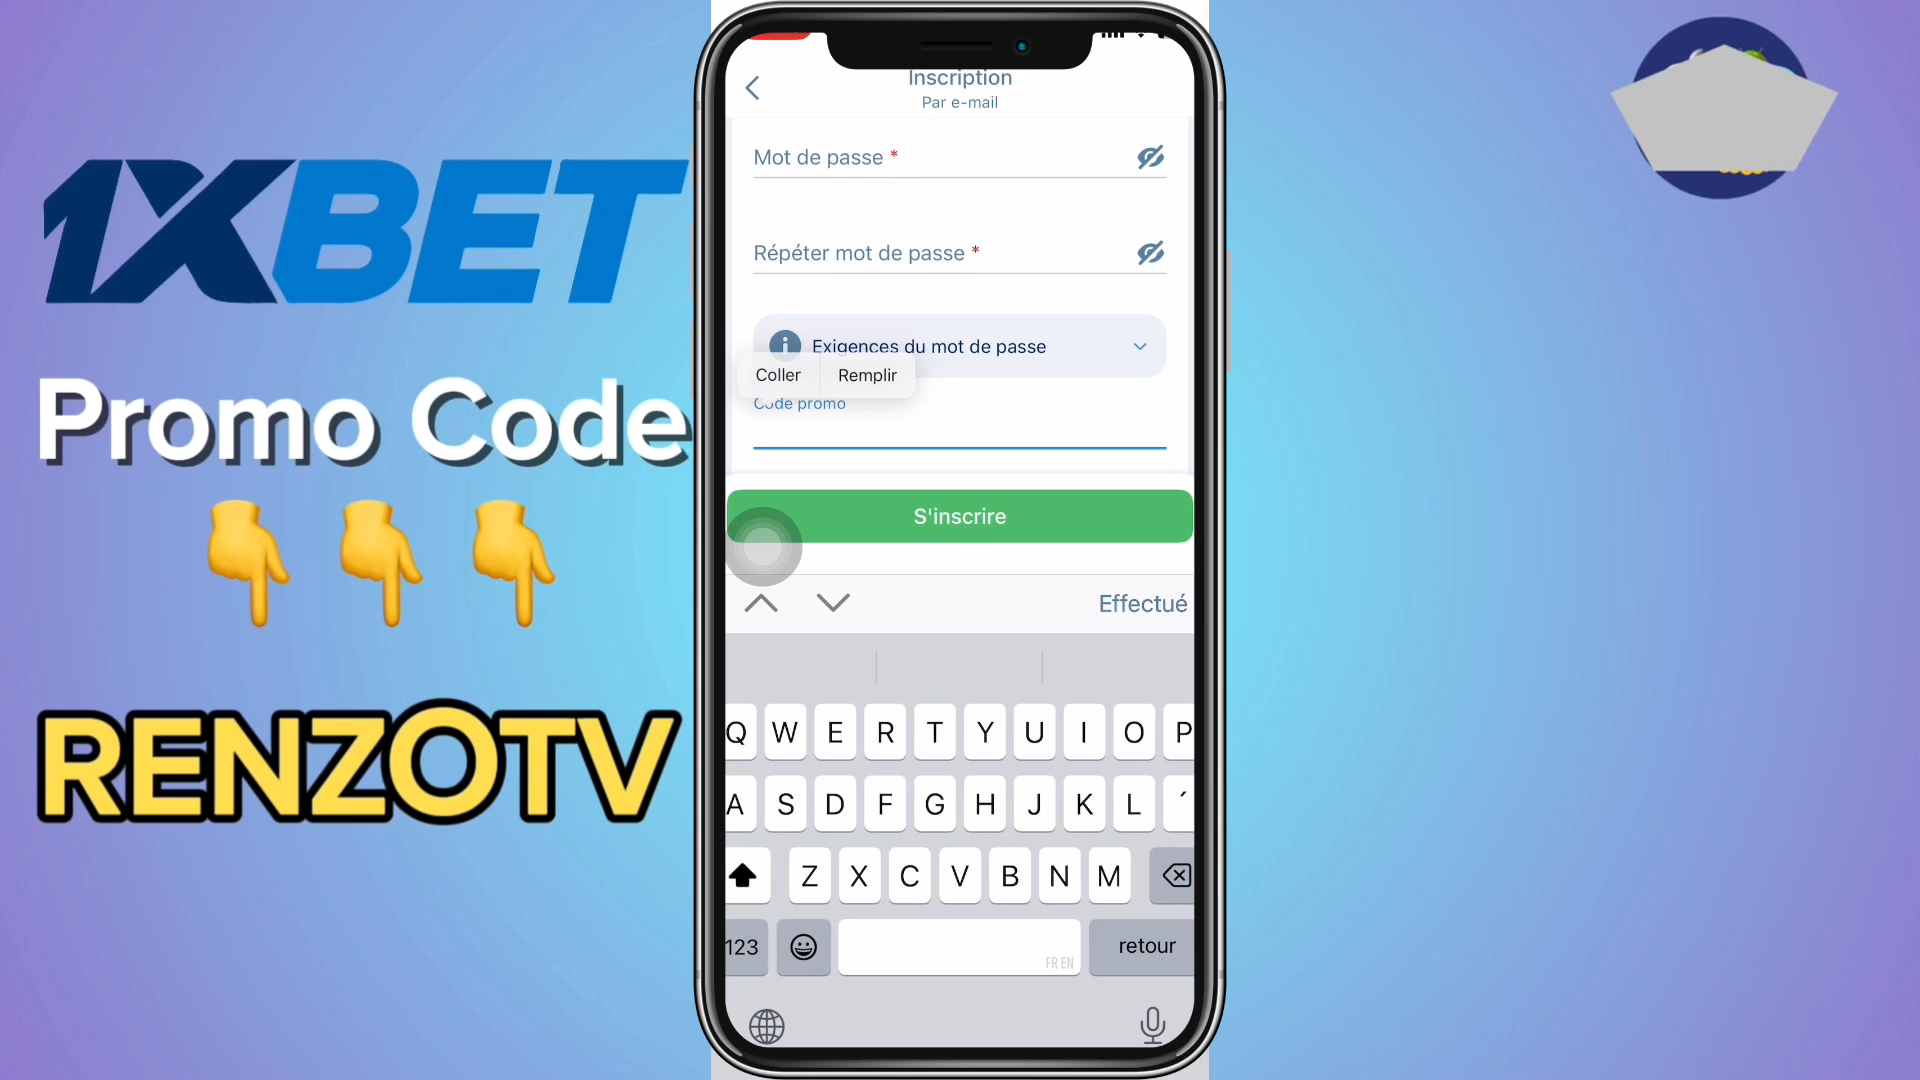 1XBET
Promo Code
👇👇👇
RENZOTV
Inscription
Par e-mail
Mot de passe *
Répéter mot de passe *
Exigences du mot de passe
Coller Remplir
Code promo
S'inscrire
Effectué
Q W E R T Y U I O P
A S D F G H J K L ´
Z X C V B N M
123 FR EN retour